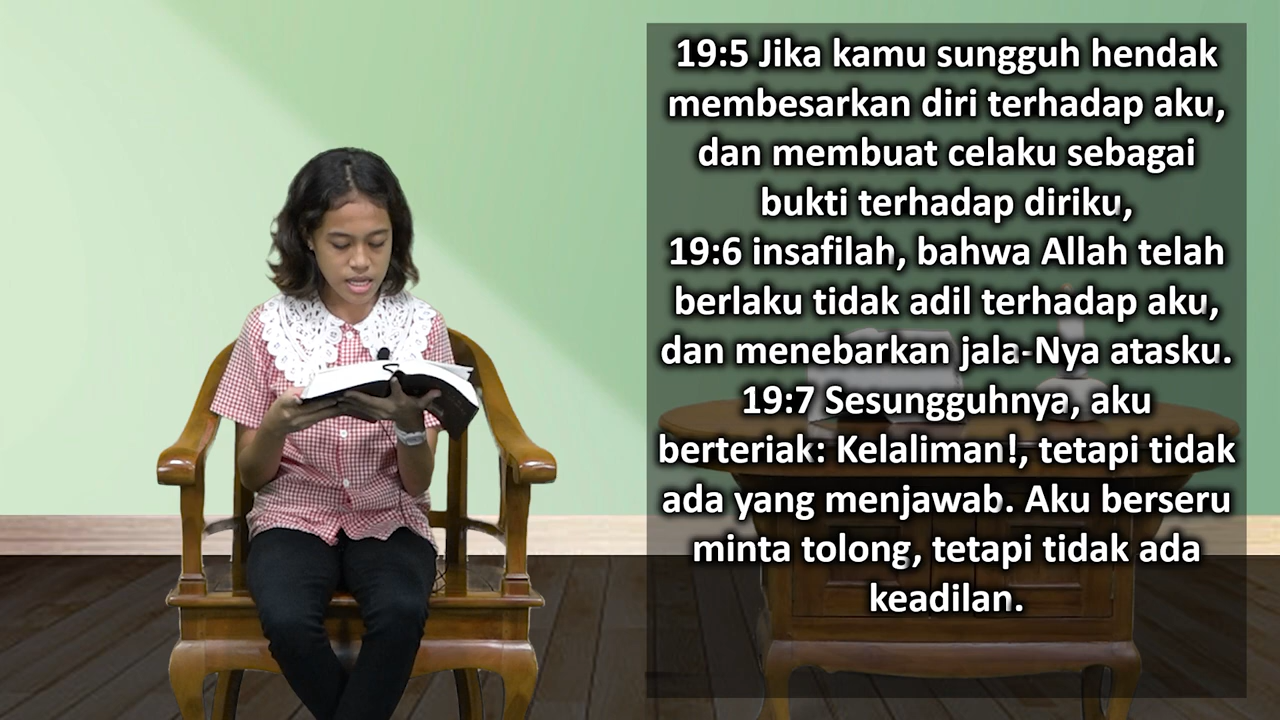 19:5 Jika kamu sungguh hendak
membesarkan diri terhadap aku,
dan membuat celaku sebagai
bukti terhadap diriku,
19:6 insafilah, bahwa Allah telah
berlaku tidak adil terhadap aku,
dan menebarkan jala-Nya atasku.
19:7 Sesungguhnya, aku
berteriak: Kelaliman!, tetapi tidak
ada yang menjawab. Aku berseru
minta tolong, tetapi tidak ada
keadilan.